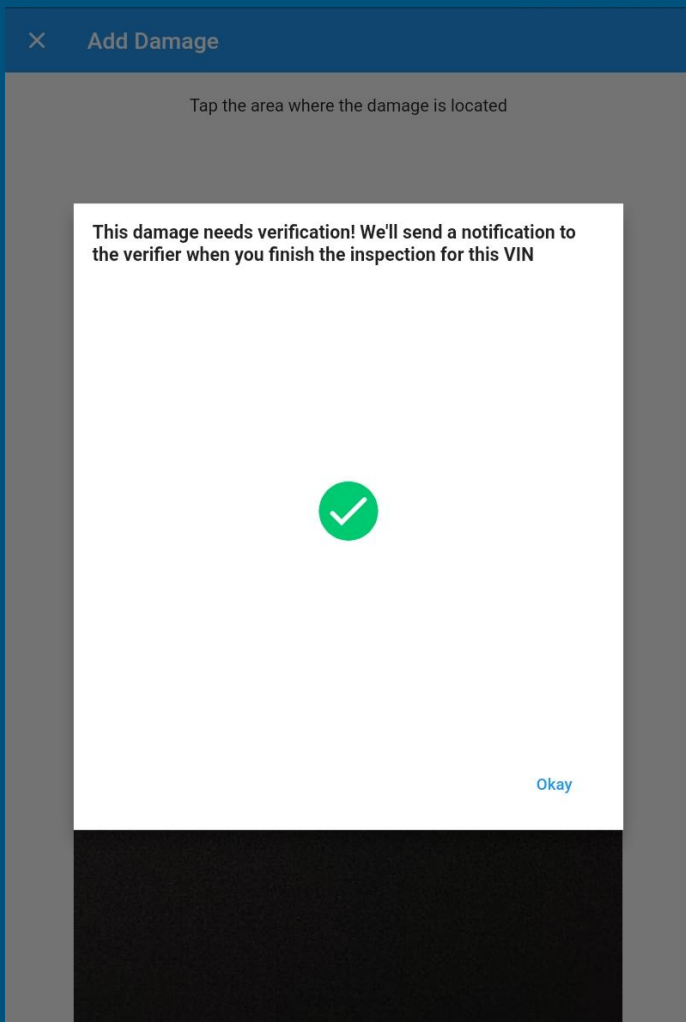 Add Damage
Tap the area where the damage is located
This damage needs verification! We'll send a notification to
the verifier when you finish the inspection for this VIN
Okay